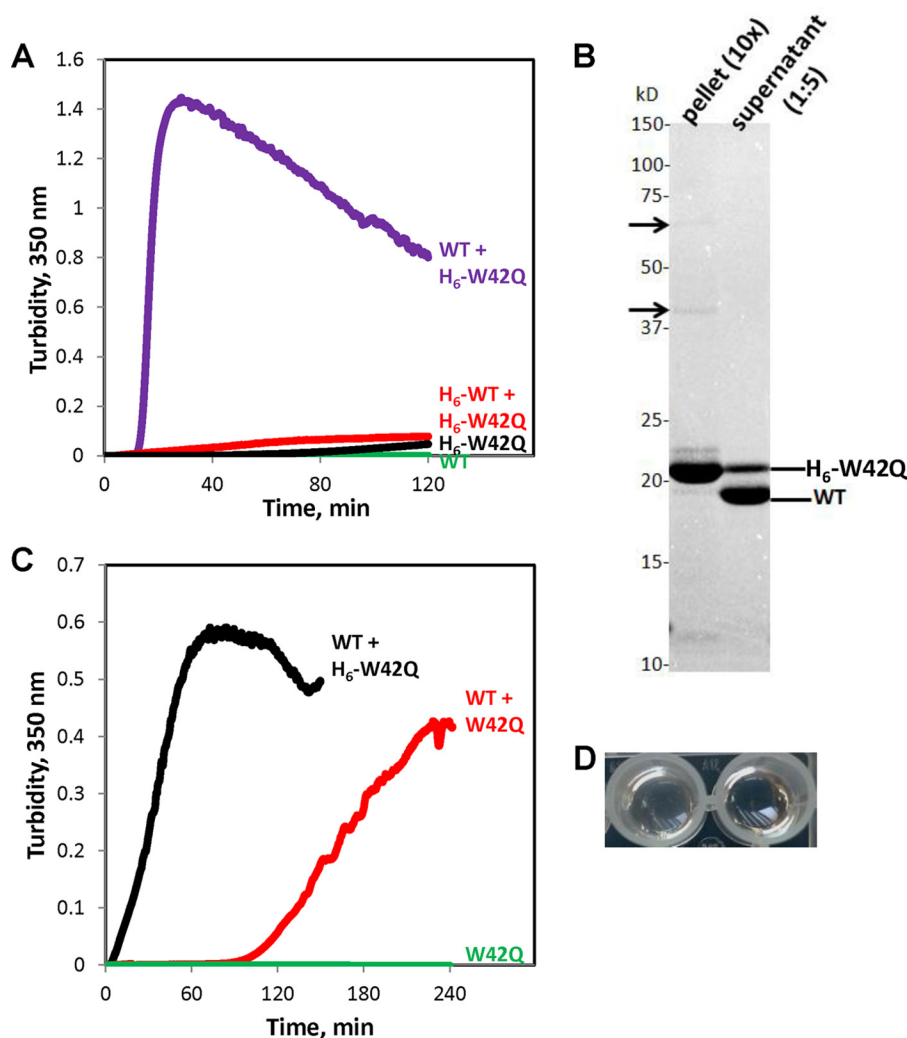 A
1.6
1.4
1.2
1
0.8
0.6
0.4
0.2
0
Turbidity, 350 nm
WT +
H₆-W42Q
H₆-WT +
H₆-W42Q
H₆-W42Q
WT
0
40
80
120
Time, min
B
kD
pellet (10x)
supernatant
(1:5)
150-
100-
75-
50-
37-
25-
20-
15-
10-
H₆-W42Q
WT
C
0.7
0.6
0.5
0.4
0.3
0.2
0.1
0
Turbidity, 350 nm
WT +
H₆-W42Q
WT +
W42Q
W42Q
0
60
120
180
240
Time, min
D